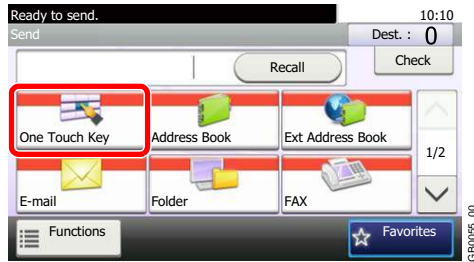 Ready to send. 10:10
Send Dest. : 0
Recall Check
One Touch Key Address Book Ext Address Book
1/2
E-mail Folder FAX
Functions Favorites
GB0055_00